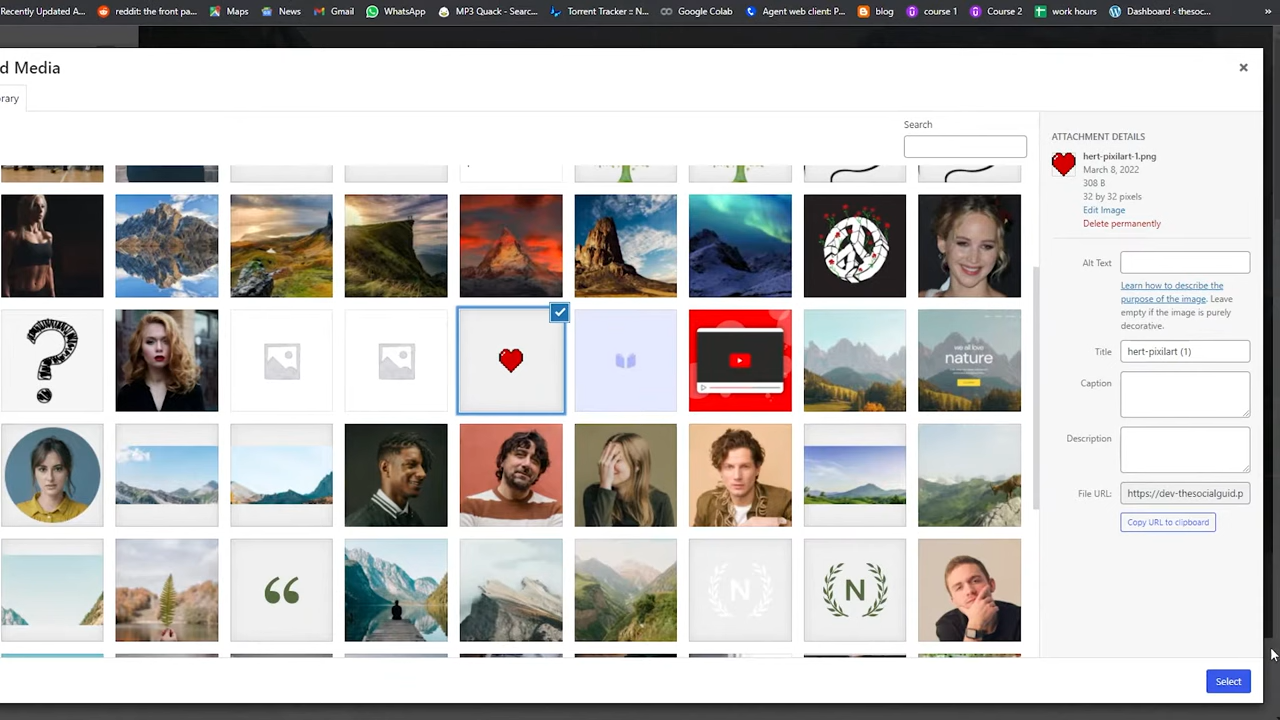 Recently Updated A...
reddit: the front pa...
Maps
News
Gmail
WhatsApp
MP3 Quack - Searc...
Torrent Tracker = N...
Google Colab
Agent web client: P...
blog
course 1
Course 2
work hours
Dashboard ‹ thesoc...
»
d Media
rary
Search
ATTACHMENT DETAILS
hert-pixilart-1.png
March 8, 2022
308 B
32 by 32 pixels
Edit Image
Delete permanently
Alt Text
Learn how to describe the
purpose of the image. Leave
empty if the image is purely
decorative.
Title
hert-pixilart (1)
Caption
Description
File URL:
https://dev-thesocialguid.p
Copy URL to clipboard
we all love
nature
N
N
Select